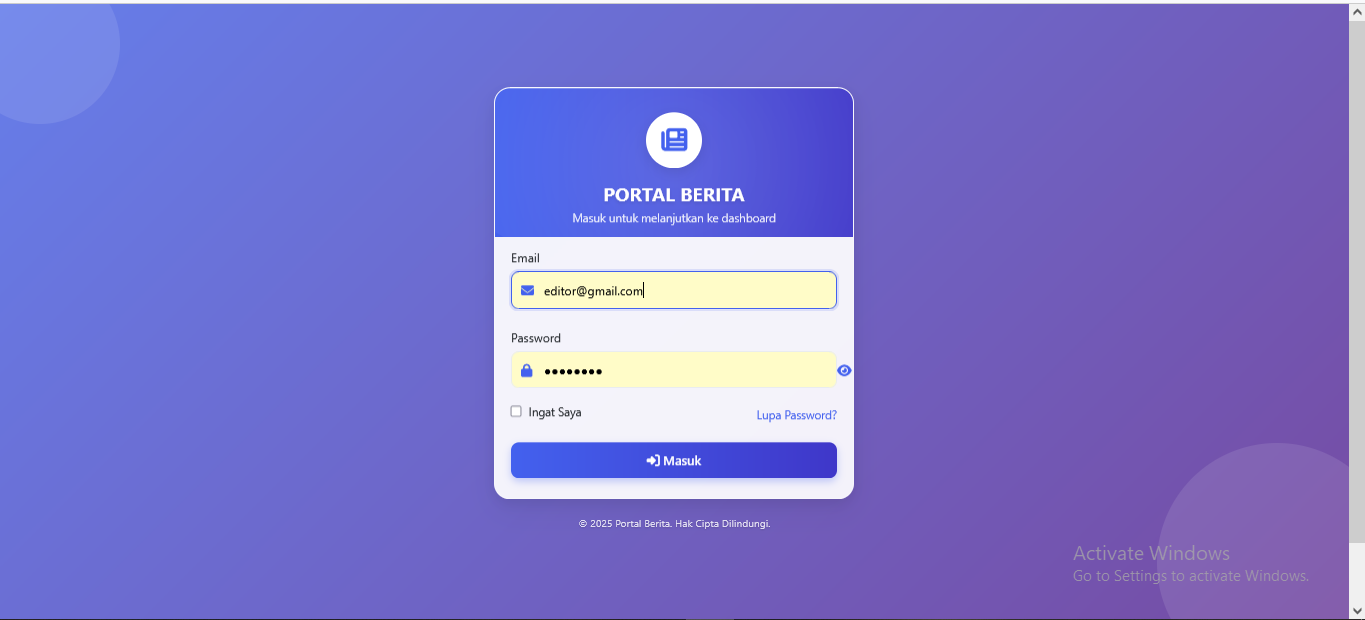 PORTAL BERITA
Masuk untuk melanjutkan ke dashboard
Email
editor@gmail.com
Password
••••••••
Ingat Saya
Lupa Password?
Masuk
© 2025 Portal Berita. Hak Cipta Dilindungi.
Activate Windows
Go to Settings to activate Windows.